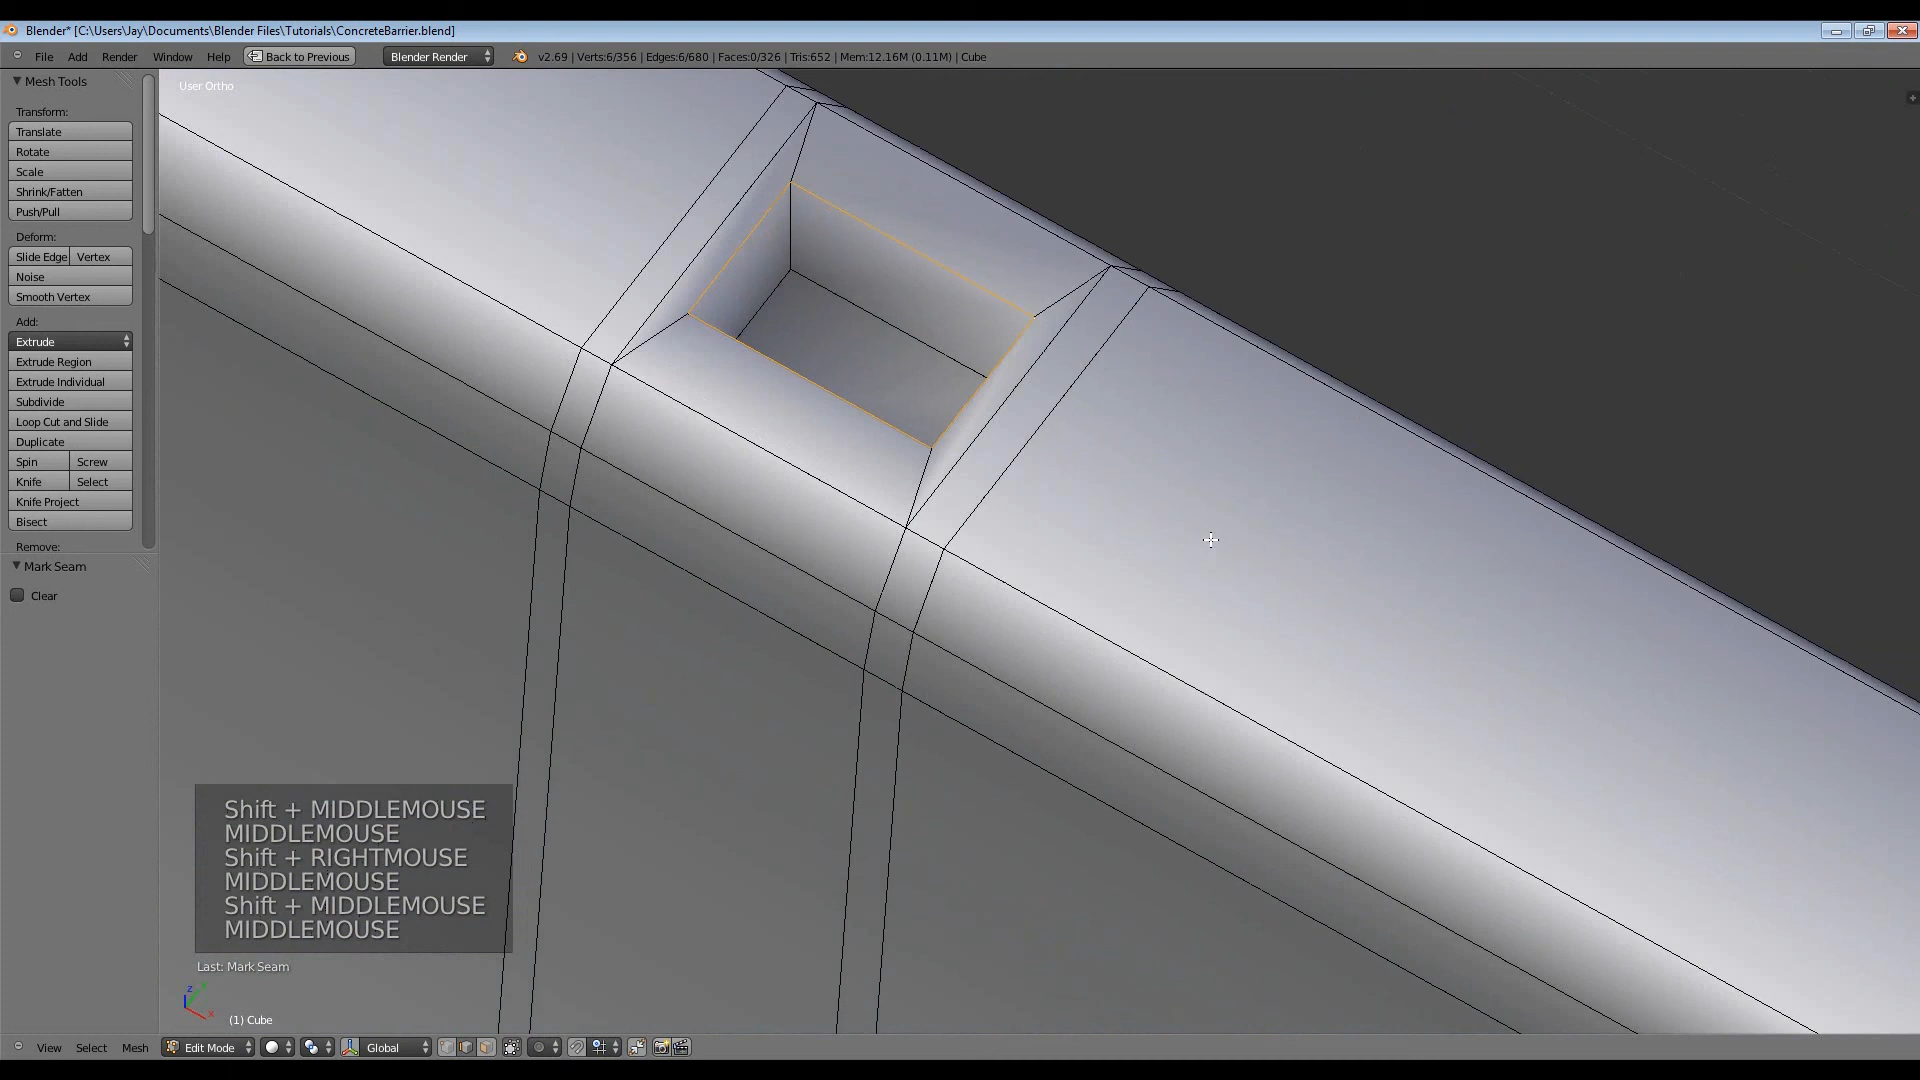 Blender* [C:\Users\Jay\Documents\Blender Files\Tutorials\ConcreteBarrier.blend]
File Add Render Window Help Back to Previous Blender Render v2.69 | Verts:6/356 | Edges:6/680 | Faces:0/326 | Tris:652 | Mem:12.16M (0.11M) | Cube
Mesh Tools
User Ortho
Transform:
Translate
Rotate
Scale
Shrink/Fatten
Push/Pull
Deform:
Slide Edge Vertex
Noise
Smooth Vertex
Add:
Extrude
Extrude Region
Extrude Individual
Subdivide
Loop Cut and Slide
Duplicate
Spin Screw
Knife Select
Knife Project
Bisect
Remove:
Mark Seam
Clear
Shift + MIDDLEMOUSE
MIDDLEMOUSE
Shift + RIGHTMOUSE
MIDDLEMOUSE
Shift + MIDDLEMOUSE
MIDDLEMOUSE
Last: Mark Seam
z
x
(1) Cube
View Select Mesh Edit Mode Global